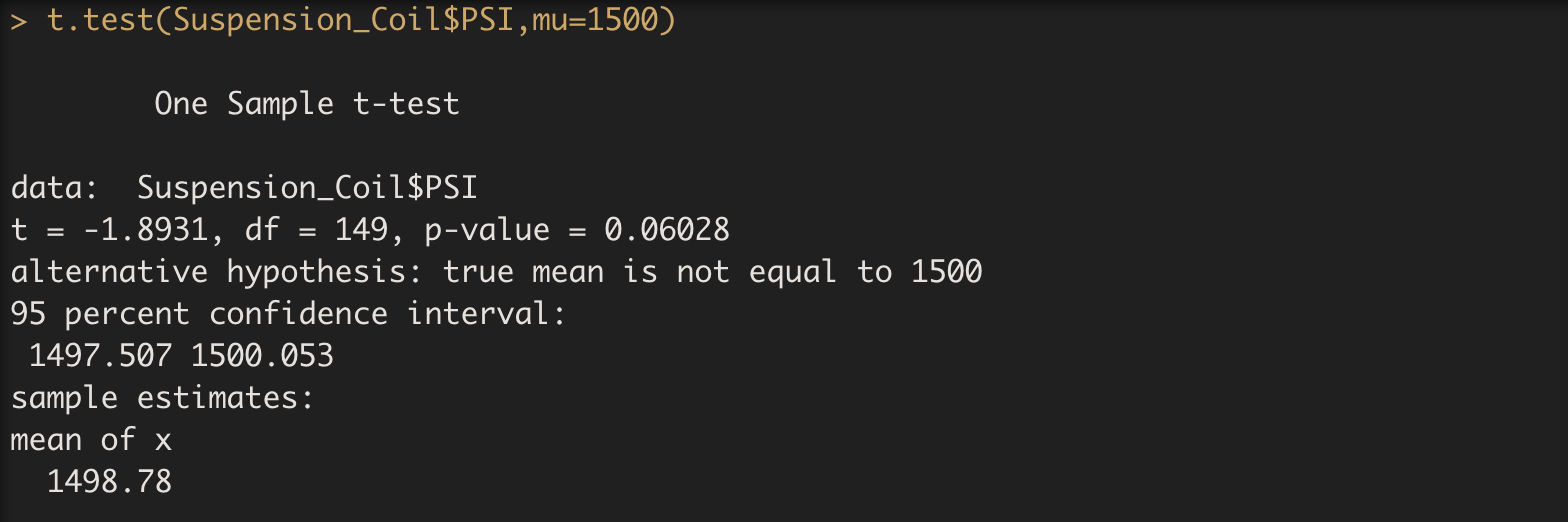 > t.test(Suspension_Coil$PSI,mu=1500)
One Sample t-test
data:  Suspension_Coil$PSI
t = -1.8931, df = 149, p-value = 0.06028
alternative hypothesis: true mean is not equal to 1500
95 percent confidence interval:
 1497.507 1500.053
sample estimates:
mean of x
  1498.78